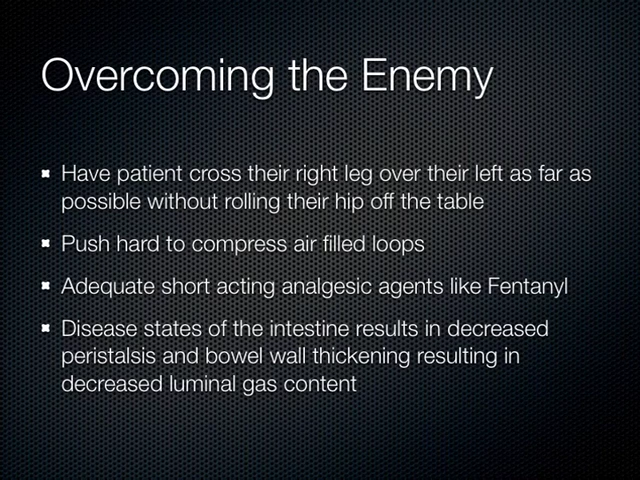 Overcoming the Enemy
Have patient cross their right leg over their left as far as
possible without rolling their hip off the table
Push hard to compress air filled loops
Adequate short acting analgesic agents like Fentanyl
Disease states of the intestine results in decreased
peristalsis and bowel wall thickening resulting in
decreased luminal gas content